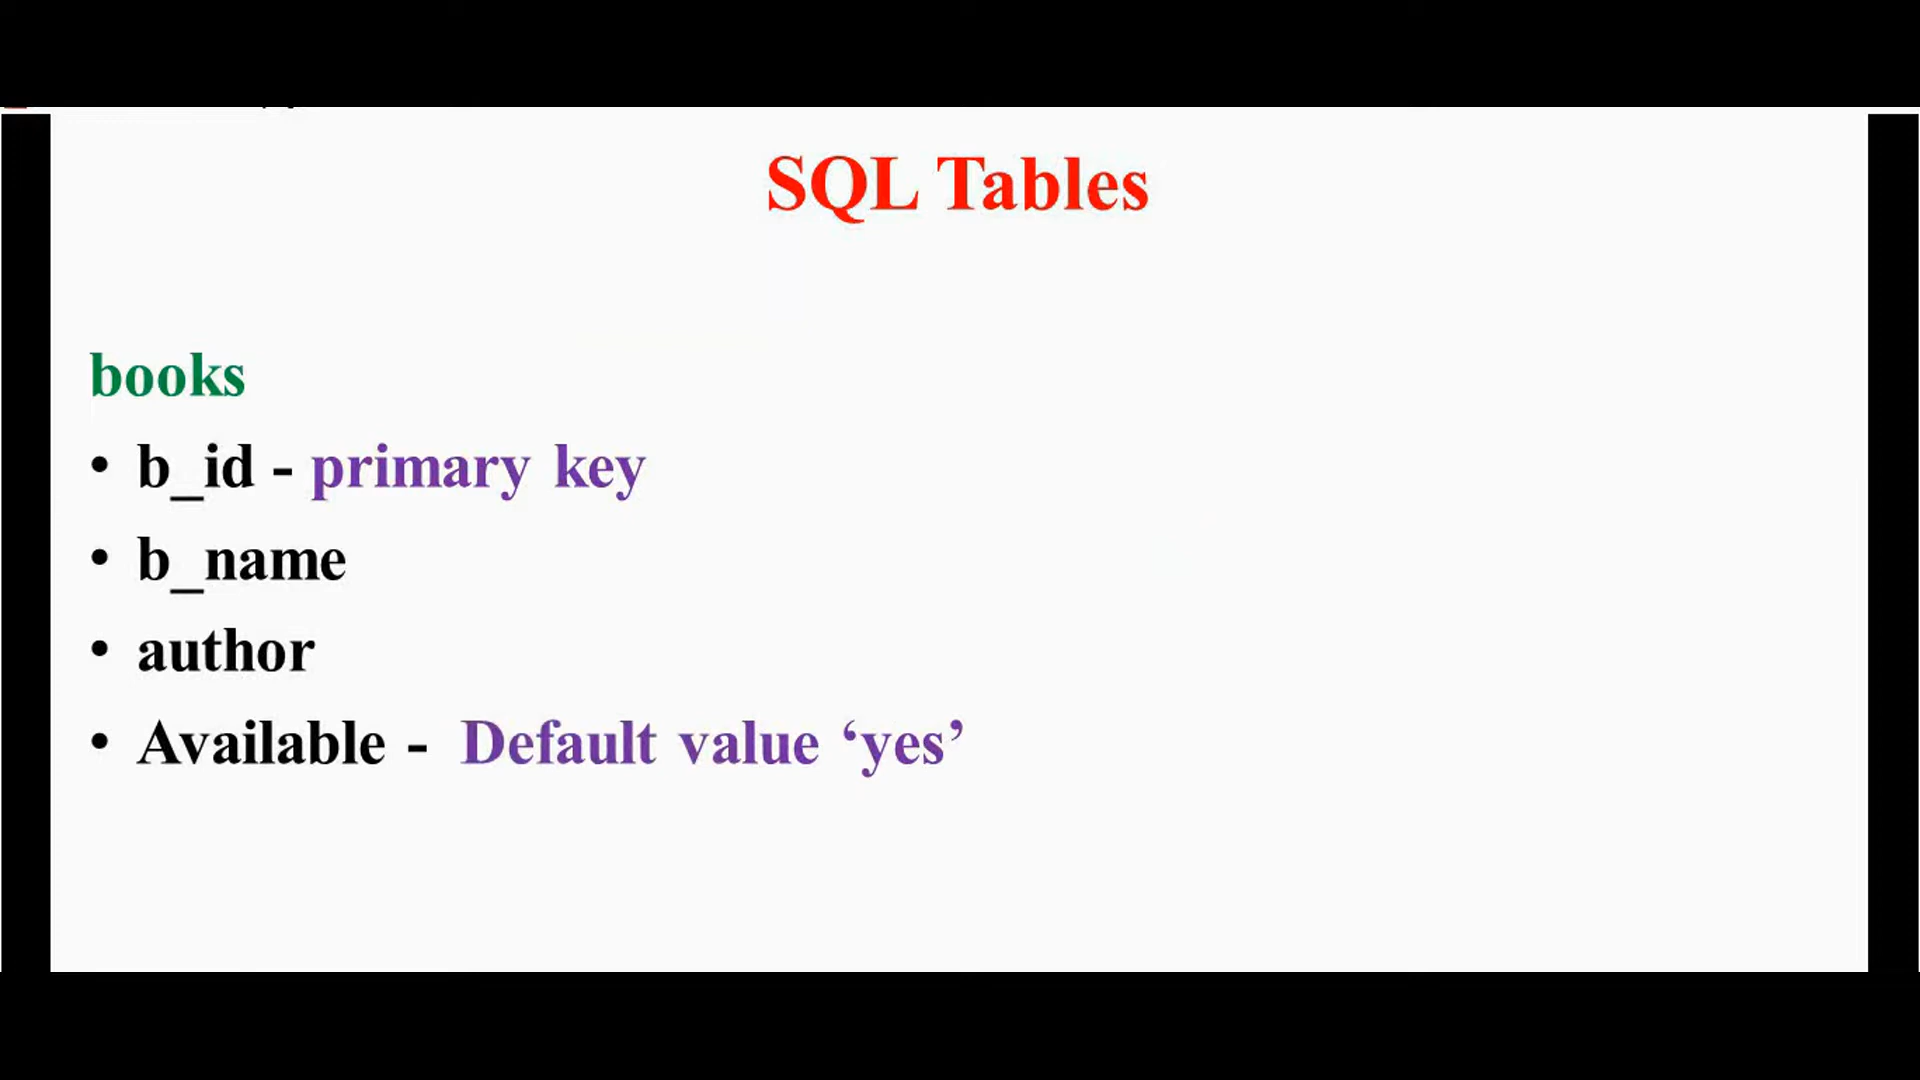 SQL Tables
books
• b_id - primary key
• b_name
• author
• Available - Default value ‘yes’